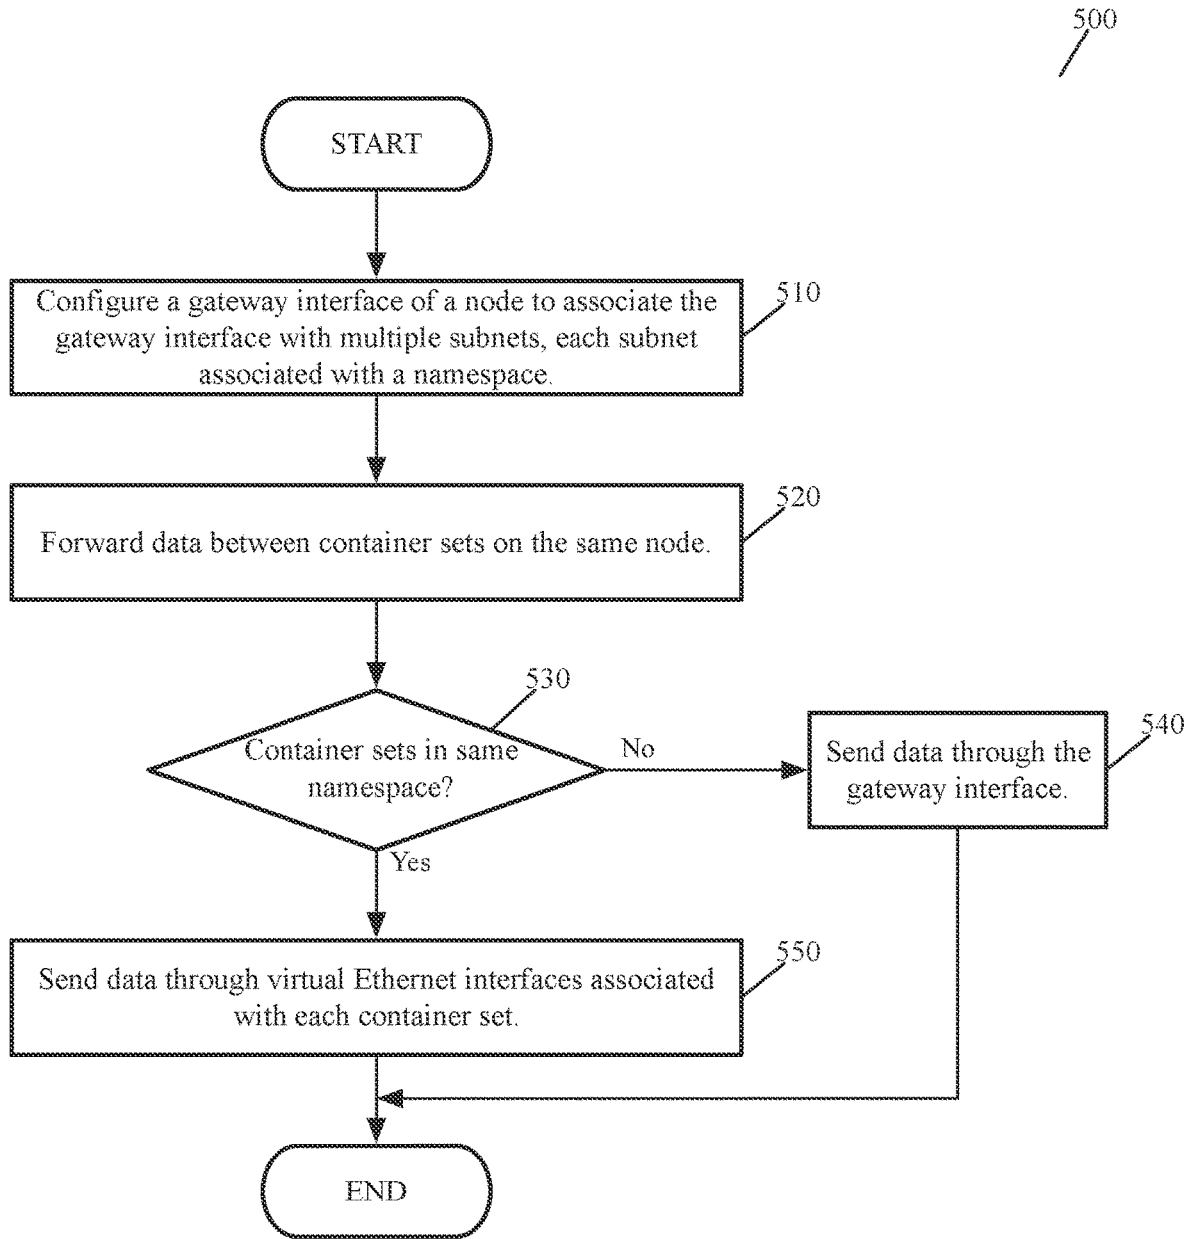 500
START
Configure a gateway interface of a node to associate the
gateway interface with multiple subnets, each subnet
associated with a namespace.
510
Forward data between container sets on the same node.
520
530
Container sets in same
namespace?
No
Yes
Send data through the
gateway interface.
540
Send data through virtual Ethernet interfaces associated
with each container set.
550
END